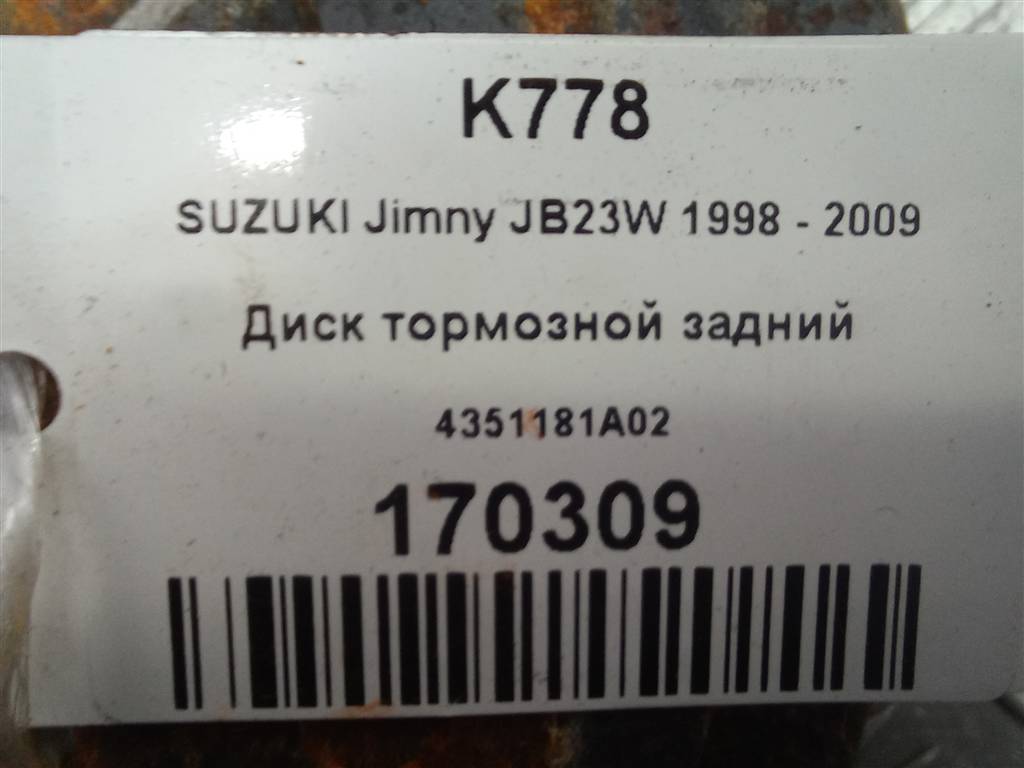 K778
SUZUKI Jimny JB23W 1998 - 2009
Диск тормозной задний
4351181A02
170309